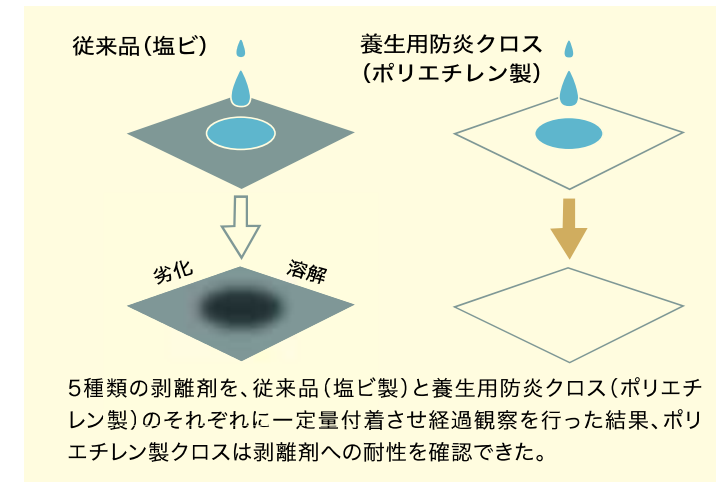 従来品（塩ビ）
養生用防炎クロス
（ポリエチレン製）
劣化
溶解
5種類の剥離剤を、従来品（塩ビ製）と養生用防炎クロス（ポリエチ
レン製）のそれぞれに一定量付着させ経過観察を行った結果、ポリ
エチレン製クロスは剥離剤への耐性を確認できた。